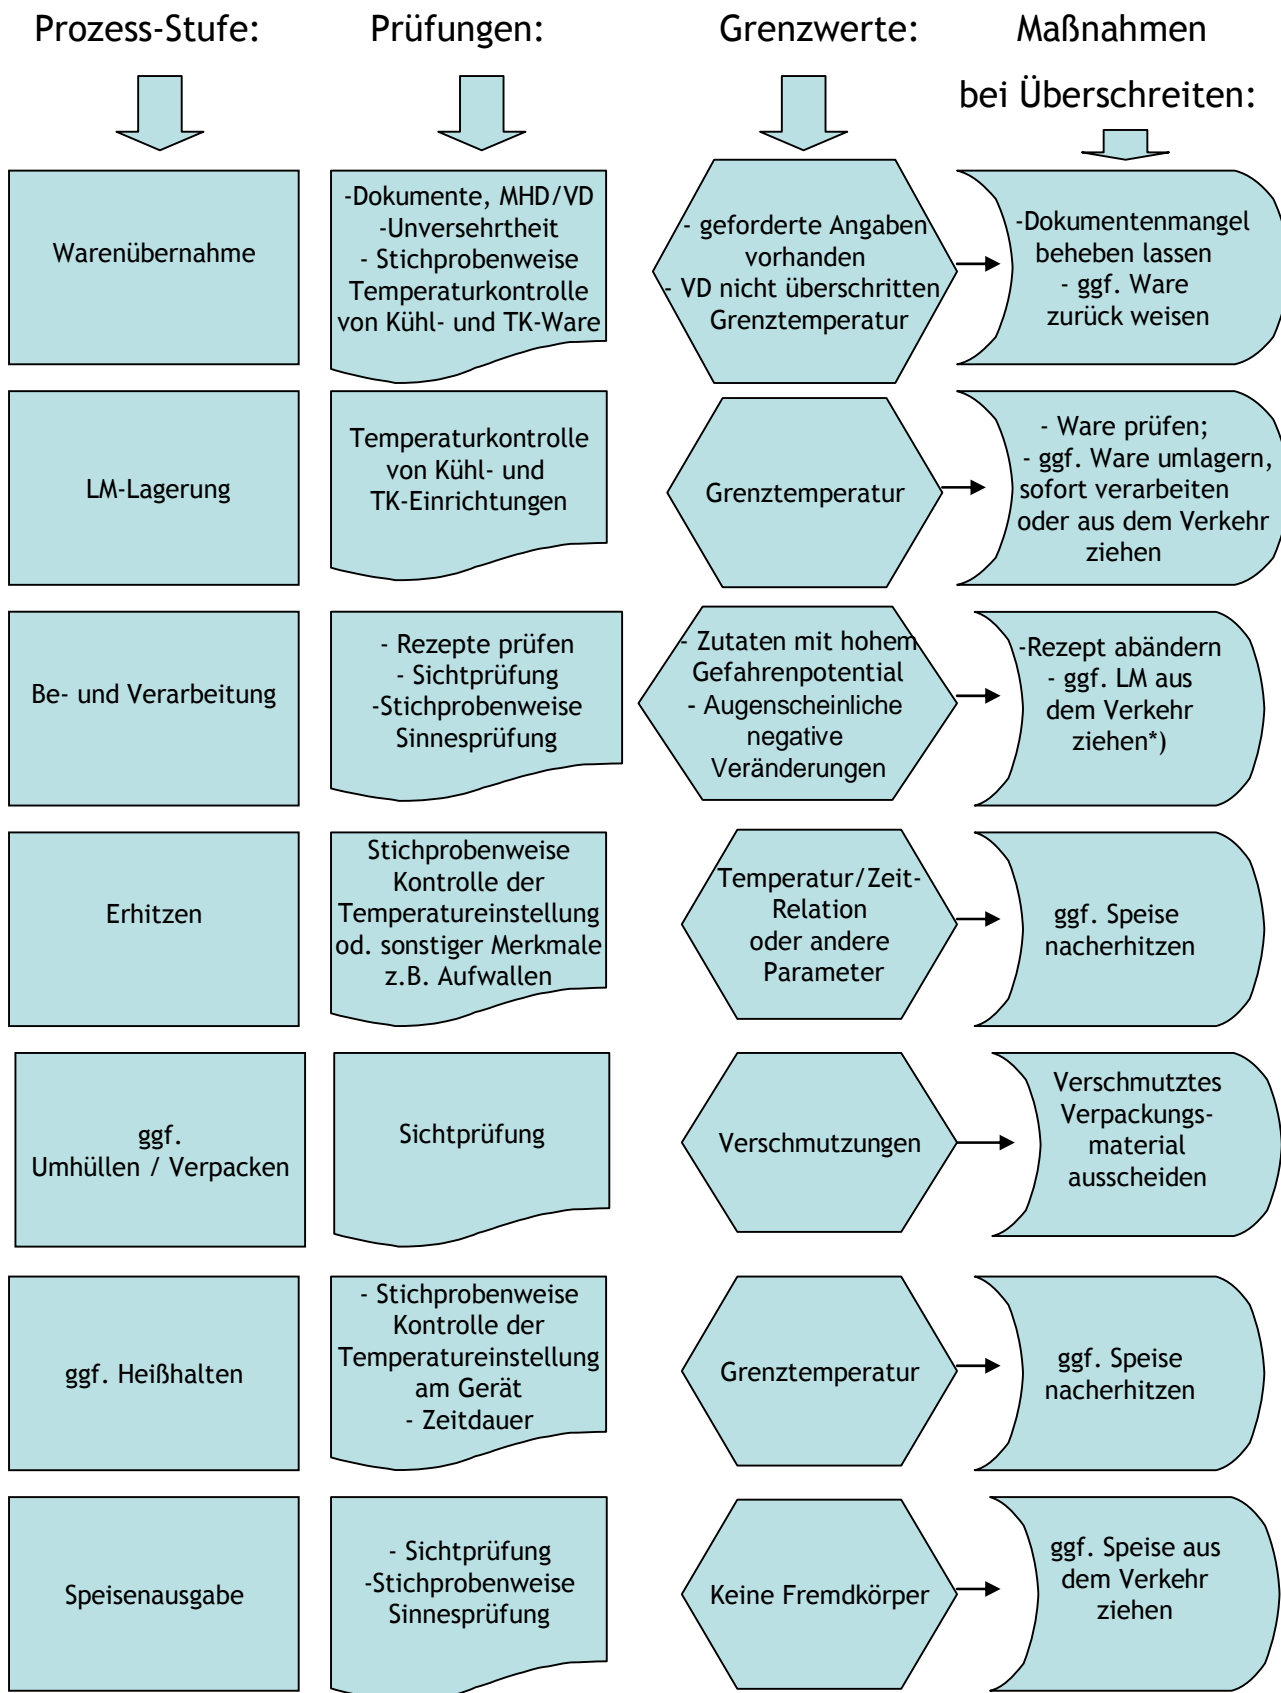 Prozess-Stufe:
Prüfungen:
Grenzwerte:
Maßnahmen
bei Überschreiten:
Warenübernahme
-Dokumente, MHD/VD
-Unversehrtheit
- Stichprobenweise
Temperaturkontrolle
von Kühl- und TK-Ware
- geforderte Angaben
vorhanden
- VD nicht überschritten
Grenztemperatur
-Dokumentenmangel
beheben lassen
- ggf. Ware
zurück weisen
LM-Lagerung
Temperaturkontrolle
von Kühl- und
TK-Einrichtungen
Grenztemperatur
- Ware prüfen;
- ggf. Ware umlagern,
sofort verarbeiten
oder aus dem Verkehr
ziehen
Be- und Verarbeitung
- Rezepte prüfen
- Sichtprüfung
-Stichprobenweise
Sinnesprüfung
- Zutaten mit hohem
Gefahrenpotential
- Augenscheinliche
negative
Veränderungen
-Rezept abändern
- ggf. LM aus
dem Verkehr
ziehen*)
Erhitzen
Stichprobenweise
Kontrolle der
Temperatureinstellung
od. sonstiger Merkmale
z.B. Aufwallen
Temperatur/Zeit-
Relation
oder andere
Parameter
ggf. Speise
nacherhitzen
ggf.
Umhüllen / Verpacken
Sichtprüfung
Verschmutzungen
Verschmutztes
Verpackungs-
material
ausscheiden
ggf. Heißhalten
- Stichprobenweise
Kontrolle der
Temperatureinstellung
am Gerät
- Zeitdauer
Grenztemperatur
ggf. Speise
nacherhitzen
Speisenausgabe
- Sichtprüfung
-Stichprobenweise
Sinnesprüfung
Keine Fremdkörper
ggf. Speise aus
dem Verkehr
ziehen